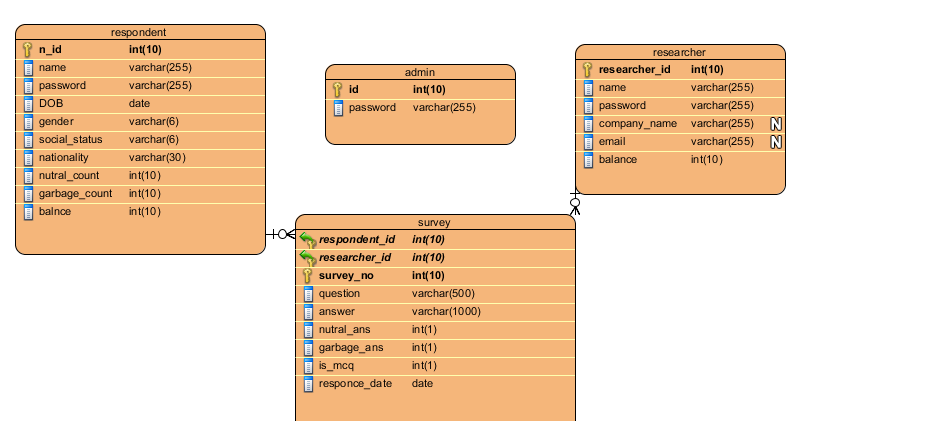 respondent
n_id int(10)
name varchar(255)
password varchar(255)
DOB date
gender varchar(6)
social_status varchar(6)
nationality varchar(30)
nutral_count int(10)
garbage_count int(10)
balnce int(10)
admin
id int(10)
password varchar(255)
researcher
researcher_id int(10)
name varchar(255)
password varchar(255)
company_name varchar(255) N
email varchar(255) N
balance int(10)
survey
respondent_id int(10)
researcher_id int(10)
survey_no int(10)
question varchar(500)
answer varchar(1000)
nutral_ans int(1)
garbage_ans int(1)
is_mcq int(1)
responce_date date